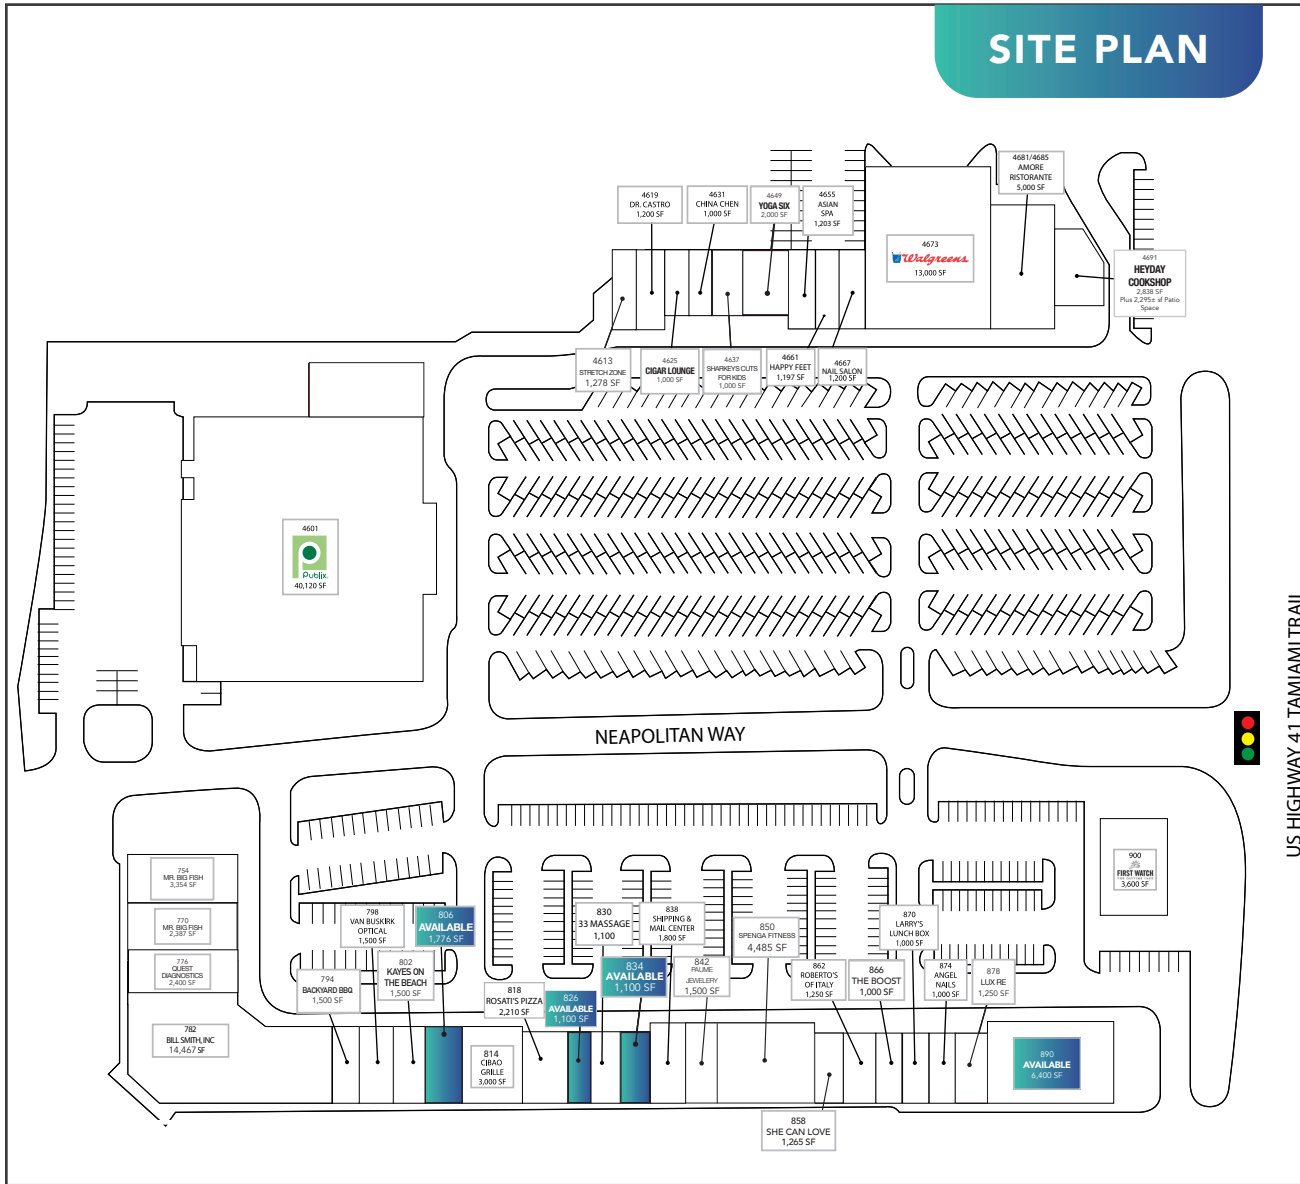 SITE PLAN
4681/4685
AMORE
RISTORANTE
5,000 SF
4619
DR. CASTRO
1,200 SF
4631
CHINA CHEN
1,000 SF
4649
YOGA SIX
2,000 SF
4655
ASIAN
SPA
1,203 SF
4673
Walgreens
13,000 SF
4691
HEYDAY
COOKSHOP
2,838 SF
Plus 2,295± sf Patio
Space
4613
STRETCH ZONE
1,278 SF
4625
CIGAR LOUNGE
1,000 SF
4637
SHARKEYS CUTS
FOR KIDS
1,000 SF
4661
HAPPY FEET
1,197 SF
4667
NAIL SALON
1,200 SF
4601
Publix.
40,120 SF
US HIGHWAY 41 TAMIAMI TRAIL
NEAPOLITAN WAY
754
MR. BIG FISH
3,354 SF
770
MR. BIG FISH
2,387 SF
776
QUEST
DIAGNOSTICS
2,400 SF
782
BILL SMITH, INC
14,467 SF
794
BACKYARD BBQ
1,500 SF
798
VAN BUSKIRK
OPTICAL
1,500 SF
802
KAYES ON
THE BEACH
1,500 SF
806
AVAILABLE
1,776 SF
814
CIBAO
GRILLE
3,000 SF
818
ROSATI'S PIZZA
2,210 SF
826
AVAILABLE
1,100 SF
830
33 MASSAGE
1,100
834
AVAILABLE
1,100 SF
838
SHIPPING &
MAIL CENTER
1,800 SF
842
PAUME
JEWELERY
1,500 SF
850
SPENGA FITNESS
4,485 SF
858
SHE CAN LOVE
1,265 SF
862
ROBERTO'S
OF ITALY
1,250 SF
866
THE BOOST
1,000 SF
870
LARRY'S
LUNCH BOX
1,000 SF
874
ANGEL
NAILS
1,000 SF
878
LUX RE
1,250 SF
890
AVAILABLE
6,400 SF
900
FIRST WATCH
3,600 SF